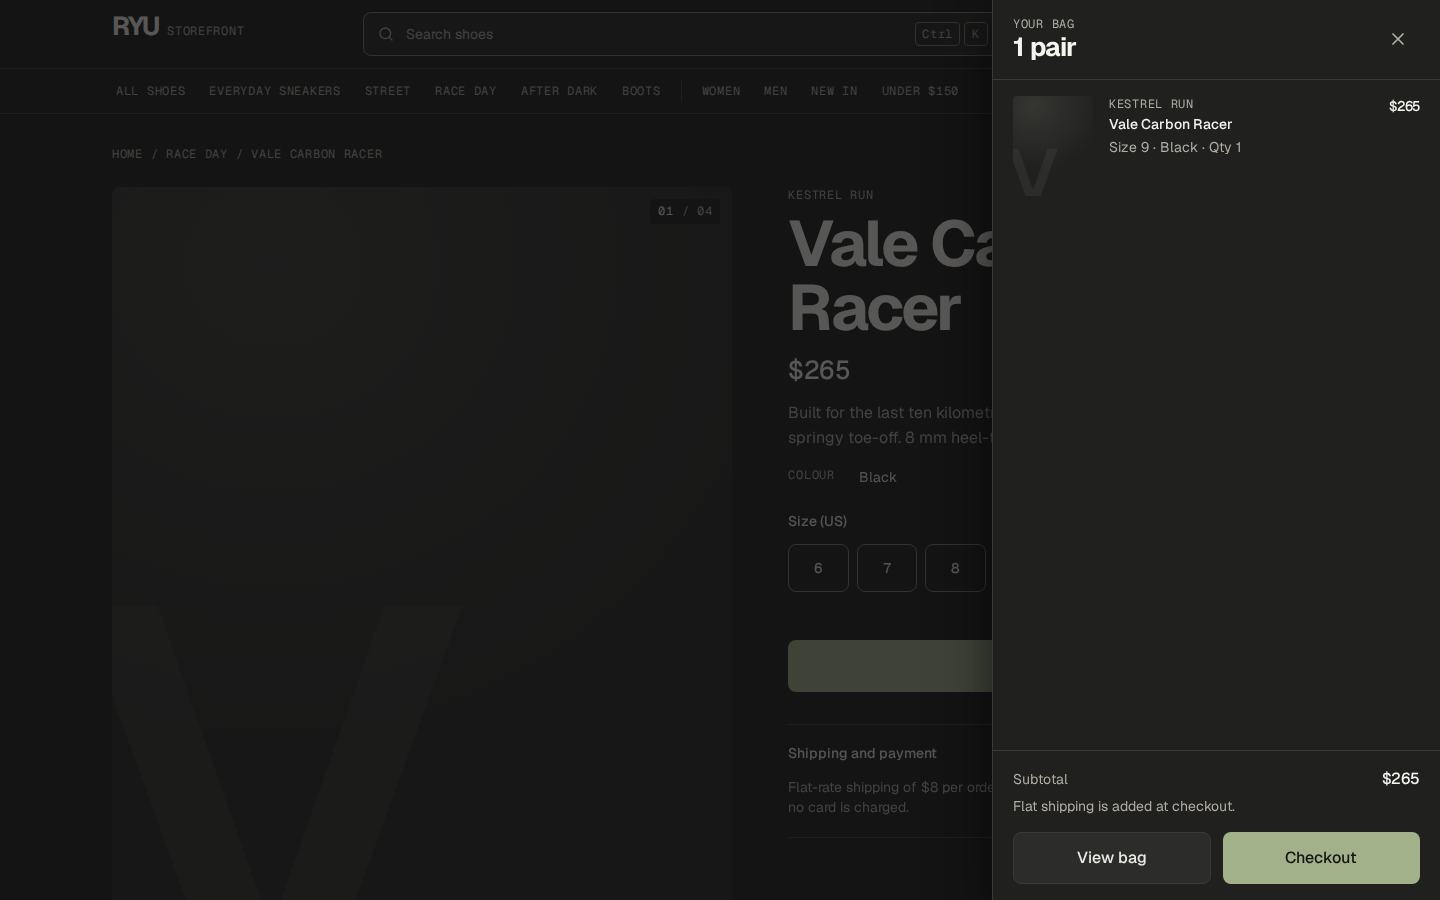 RYU STOREFRONT
Search shoes
Ctrl K
ALL SHOES EVERYDAY SNEAKERS STREET RACE DAY AFTER DARK BOOTS WOMEN MEN NEW IN UNDER $150
HOME / RACE DAY / VALE CARBON RACER
01 / 04
V
KESTREL RUN
Vale
Racer
$265
Built for the last ten
springy toe-off. 8 mm
COLOUR Black
Size (US)
6 7 8
Shipping and payment
Flat-rate shipping of $8 per
no card is charged.
YOUR BAG
1 pair
V
KESTREL RUN
$265
Vale Carbon Racer
Size 9 · Black · Qty 1
Subtotal $265
Flat shipping is added at checkout.
View bag
Checkout